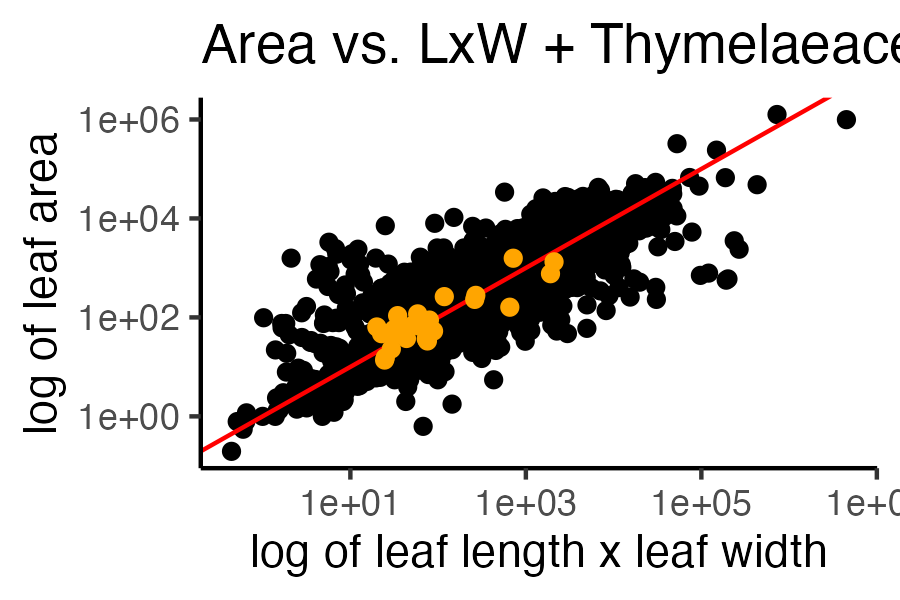 Area vs. LxW + Thymelaeace
1e+06
1e+04
1e+02
1e+00
log of leaf area
1e+01 1e+03 1e+05 1e+0
log of leaf length x leaf width